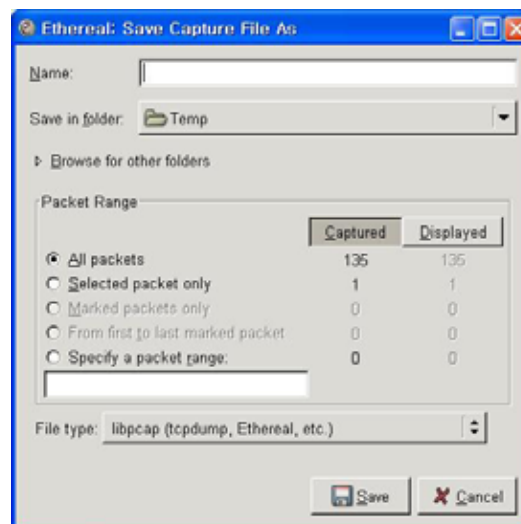 Ethereal: Save Capture File As
Name:
Save in folder: Temp
Browse for other folders
Packet Range
Captured Displayed
All packets 135 135
Selected packet only 1 1
Marked packets only 0 0
From first to last marked packet 0 0
Specify a packet range: 0 0
File type: libpcap (tcpdump, Ethereal, etc.)
Save Cancel